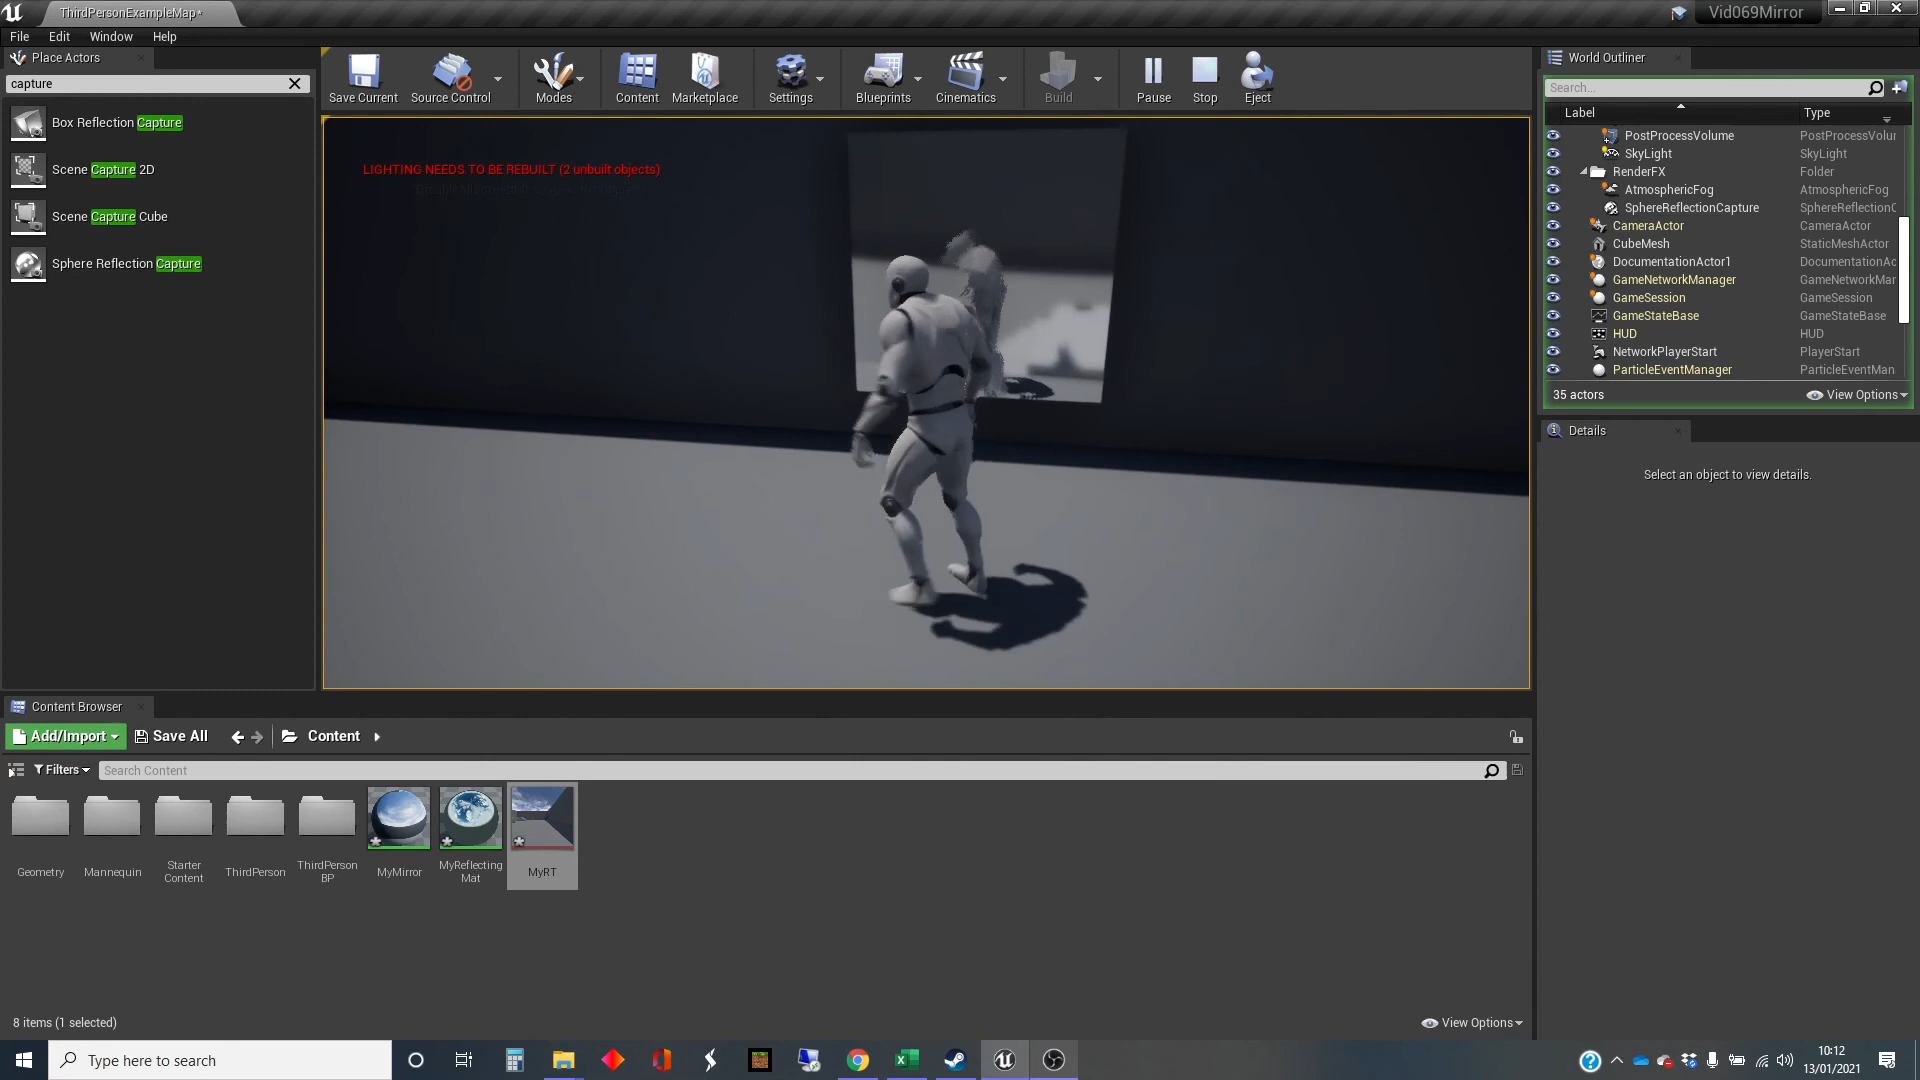 ThirdPersonExampleMap*
Vid069Mirror
File Edit Window Help
Place Actors
capture
Box Reflection Capture
Scene Capture 2D
Scene Capture Cube
Sphere Reflection Capture
Save Current
Source Control
Modes
Content
Marketplace
Settings
Blueprints
Cinematics
Build
Pause
Stop
Eject
LIGHTING NEEDS TO BE REBUILT (2 unbuilt objects)
World Outliner
Search...
Label Type
PostProcessVolume PostProcessVolur
SkyLight SkyLight
RenderFX Folder
AtmosphericFog AtmosphericFog
SphereReflectionCapture SphereReflectionC
CameraActor CameraActor
CubeMesh StaticMeshActor
DocumentationActor1 DocumentationAc
GameNetworkManager GameNetworkMar
GameSession GameSession
GameStateBase GameStateBase
HUD HUD
NetworkPlayerStart PlayerStart
ParticleEventManager ParticleEventMan
35 actors
View Options
Details
Select an object to view details.
Content Browser
Add/Import
Save All
Content
Filters
Search Content
Geometry
Mannequin
Starter
Content
ThirdPerson
ThirdPerson
BP
MyMirror
MyReflecting
Mat
MyRT
8 items (1 selected)
View Options
Type here to search
10:12
13/01/2021